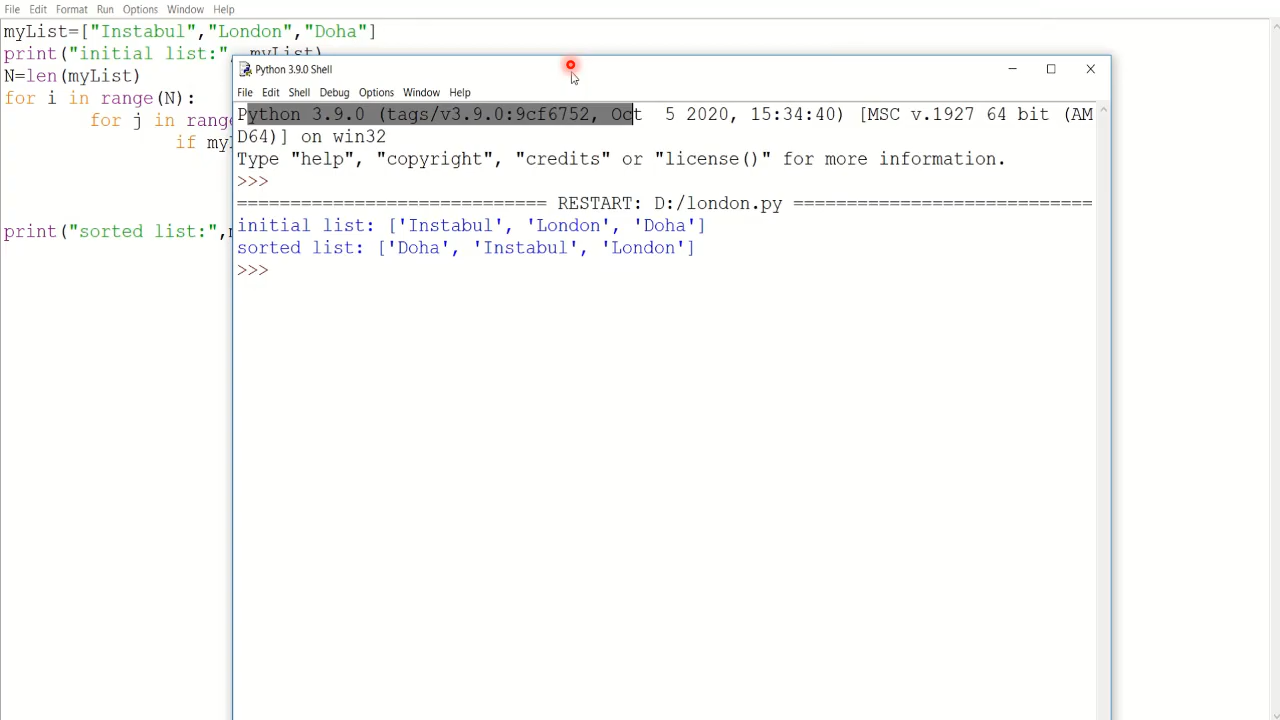 File Edit Format Run Options Window Help
myList=["Instabul","London","Doha"]
print("initial list:", myList)
N=len(myList)
for i in range(N):
for j in rang
if my
print("sorted list:",
Python 3.9.0 Shell
File Edit Shell Debug Options Window Help
Python 3.9.0 (tags/v3.9.0:9cf6752, Oct  5 2020, 15:34:40) [MSC v.1927 64 bit (AM
D64)] on win32
Type "help", "copyright", "credits" or "license()" for more information.
>>>
=========================== RESTART: D:/london.py ============================
initial list: ['Instabul', 'London', 'Doha']
sorted list: ['Doha', 'Instabul', 'London']
>>>